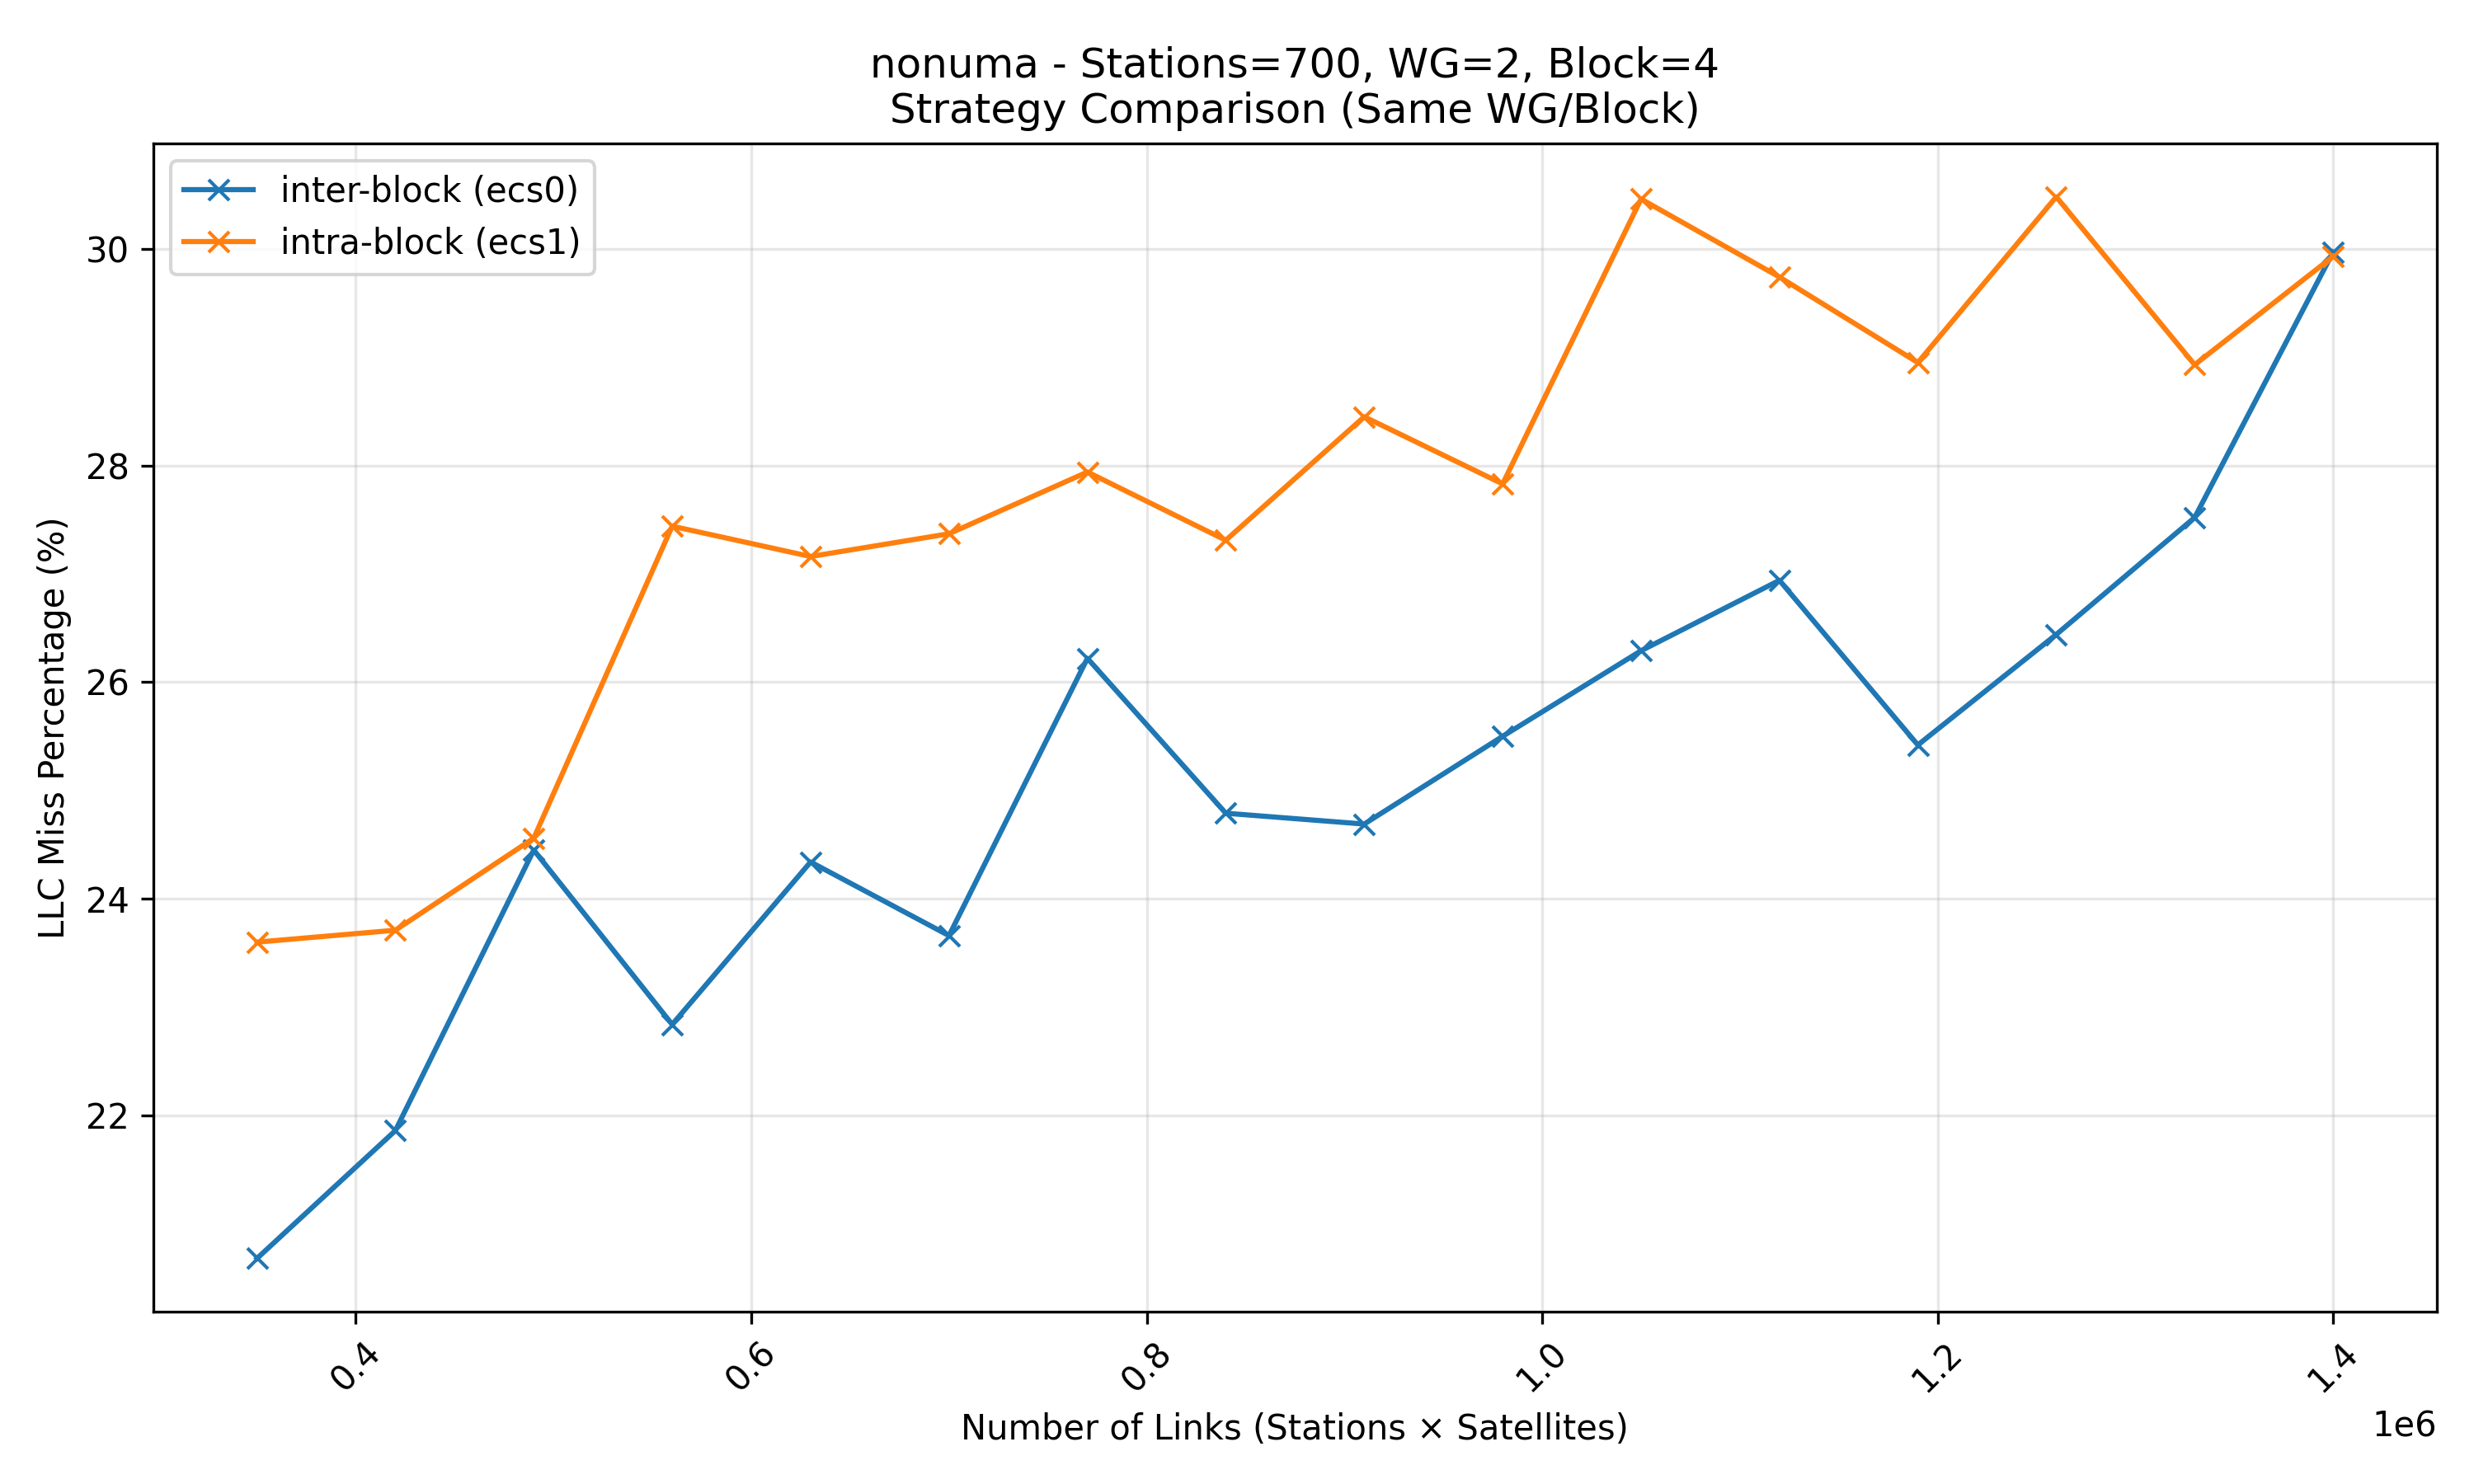 nonuma - Stations=700, WG=2, Block=4
Strategy Comparison (Same WG/Block)
inter-block (ecs0)
intra-block (ecs1)
LLC Miss Percentage (%)
30
28
26
24
22
0.4
0.6
0.8
1.0
1.2
1.4
1e6
Number of Links (Stations × Satellites)